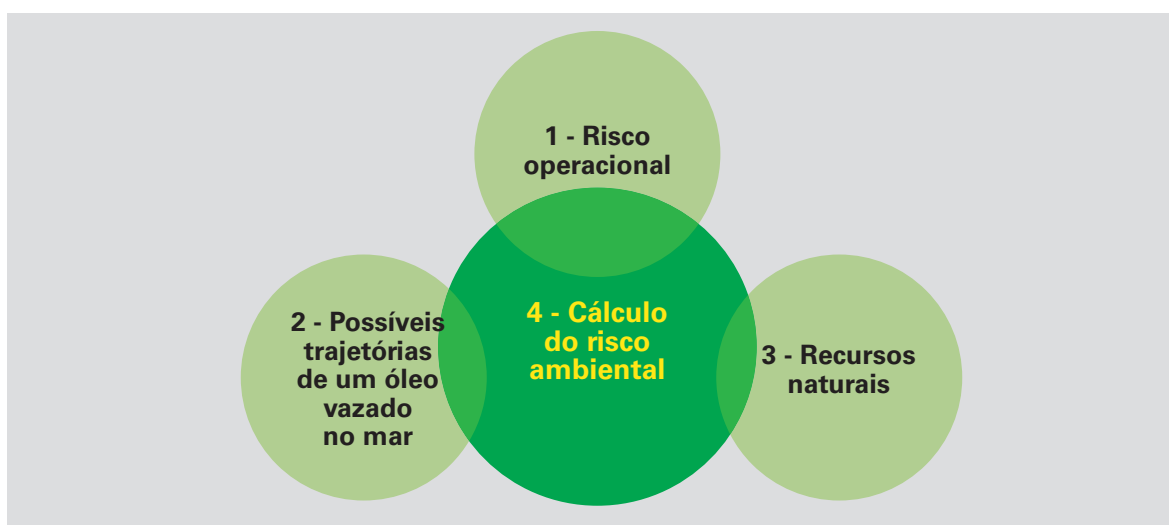 1 - Risco
operacional
2 - Possíveis
trajetórias
de um óleo
vazado
no mar
4 - Cálculo
do risco
ambiental
3 - Recursos
naturais